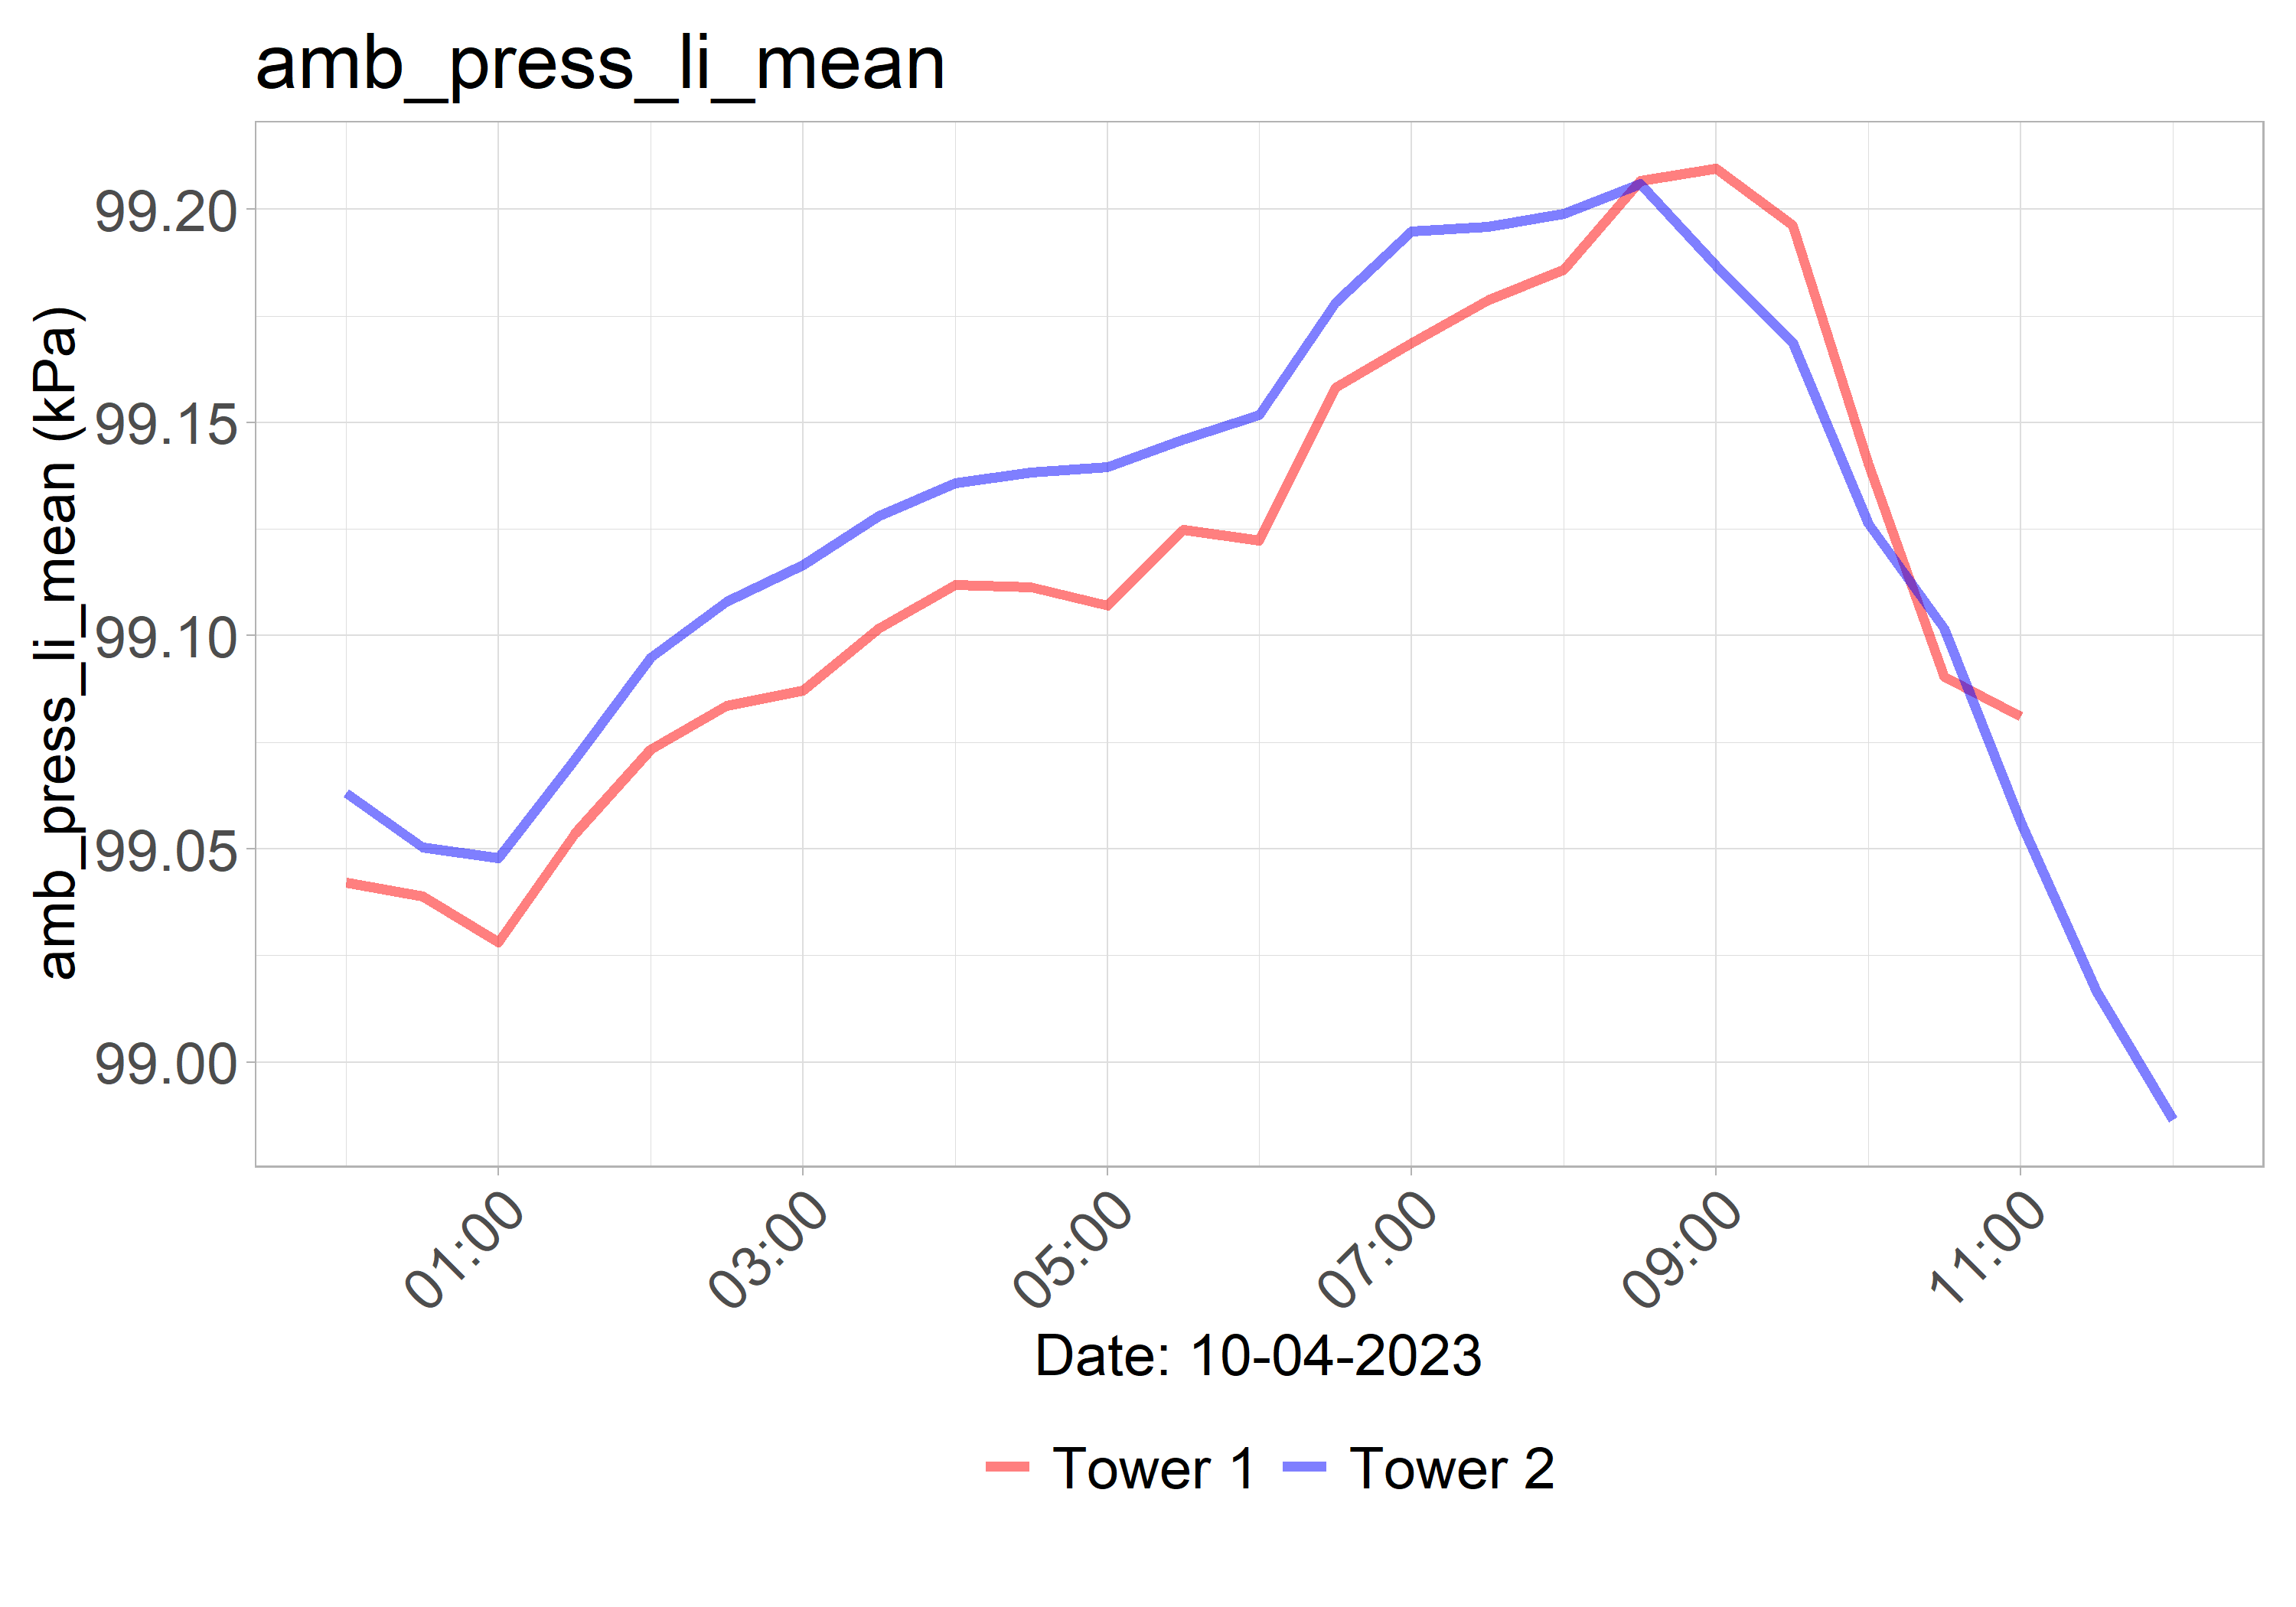 amb_press_li_mean
amb_press_li_mean (kPa)
99.20
99.15
99.10
99.05
99.00
01:00 03:00 05:00 07:00 09:00 11:00
Date: 10-04-2023
Tower 1 Tower 2